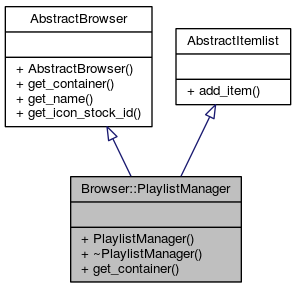 AbstractBrowser
+ AbstractBrowser()
+ get_container()
+ get_name()
+ get_icon_stock_id()
AbstractItemlist
+ add_item()
Browser::PlaylistManager
+ PlaylistManager()
+ ~PlaylistManager()
+ get_container()